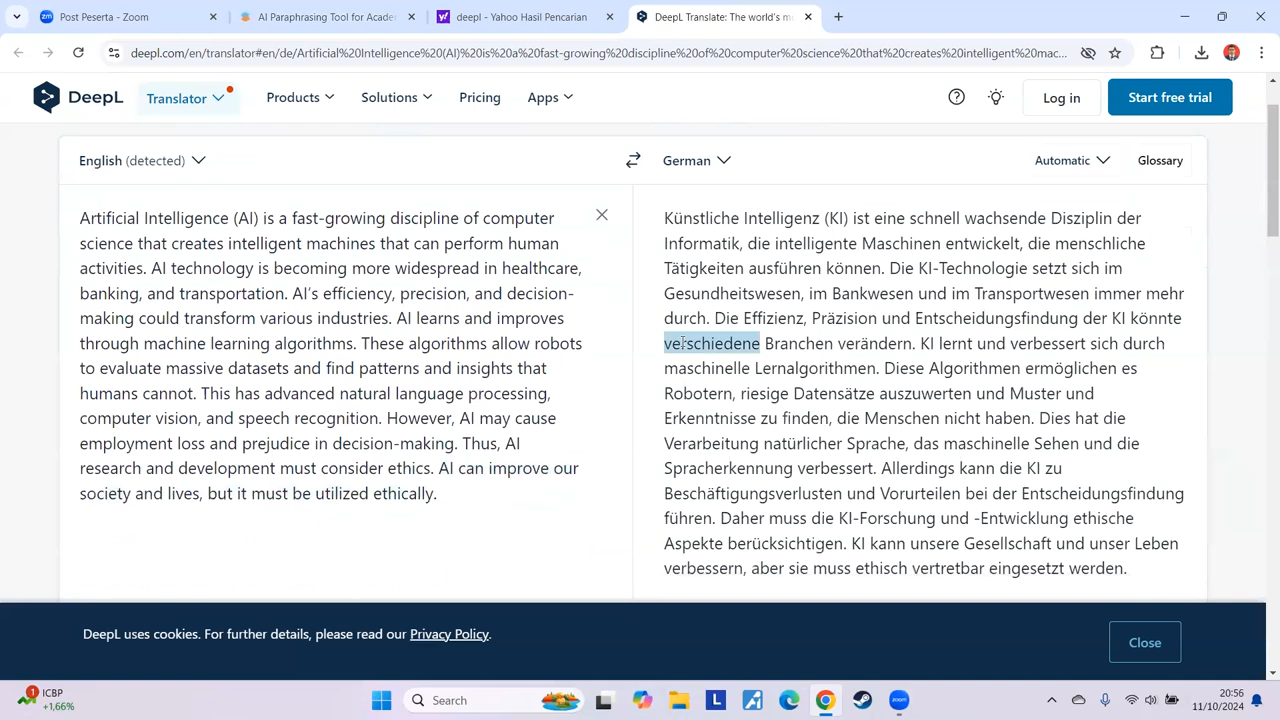 Post Peserta - Zoom
AI Paraphrasing Tool for Acade
deepl - Yahoo Hasil Pencarian
DeepL Translate: The world's m
deepl.com/en/translator#en/de/Artificial%20Intelligence%20(AI)%20is%20a%20fast-growing%20discipline%20of%20computer%20science%20that%20creates%20intelligent%20mac...
DeepL
Translator
Products
Solutions
Pricing
Apps
Log in
Start free trial
English (detected)
German
Automatic
Glossary
Artificial Intelligence (AI) is a fast-growing discipline of computer
science that creates intelligent machines that can perform human
activities. AI technology is becoming more widespread in healthcare,
banking, and transportation. AI's efficiency, precision, and decision-
making could transform various industries. AI learns and improves
through machine learning algorithms. These algorithms allow robots
to evaluate massive datasets and find patterns and insights that
humans cannot. This has advanced natural language processing,
computer vision, and speech recognition. However, AI may cause
employment loss and prejudice in decision-making. Thus, AI
research and development must consider ethics. AI can improve our
society and lives, but it must be utilized ethically.
Künstliche Intelligenz (KI) ist eine schnell wachsende Disziplin der
Informatik, die intelligente Maschinen entwickelt, die menschliche
Tätigkeiten ausführen können. Die KI-Technologie setzt sich im
Gesundheitswesen, im Bankwesen und im Transportwesen immer mehr
durch. Die Effizienz, Präzision und Entscheidungsfindung der KI könnte
verschiedene Branchen verändern. KI lernt und verbessert sich durch
maschinelle Lernalgorithmen. Diese Algorithmen ermöglichen es
Robotern, riesige Datensätze auszuwerten und Muster und
Erkenntnisse zu finden, die Menschen nicht haben. Dies hat die
Verarbeitung natürlicher Sprache, das maschinelle Sehen und die
Spracherkennung verbessert. Allerdings kann die KI zu
Beschäftigungsverlusten und Vorurteilen bei der Entscheidungsfindung
führen. Daher muss die KI-Forschung und -Entwicklung ethische
Aspekte berücksichtigen. KI kann unsere Gesellschaft und unser Leben
verbessern, aber sie muss ethisch vertretbar eingesetzt werden.
DeepL uses cookies. For further details, please read our Privacy Policy.
Close
1
ICBP
+1,66%
Search
L
zoom
20:56
11/10/2024